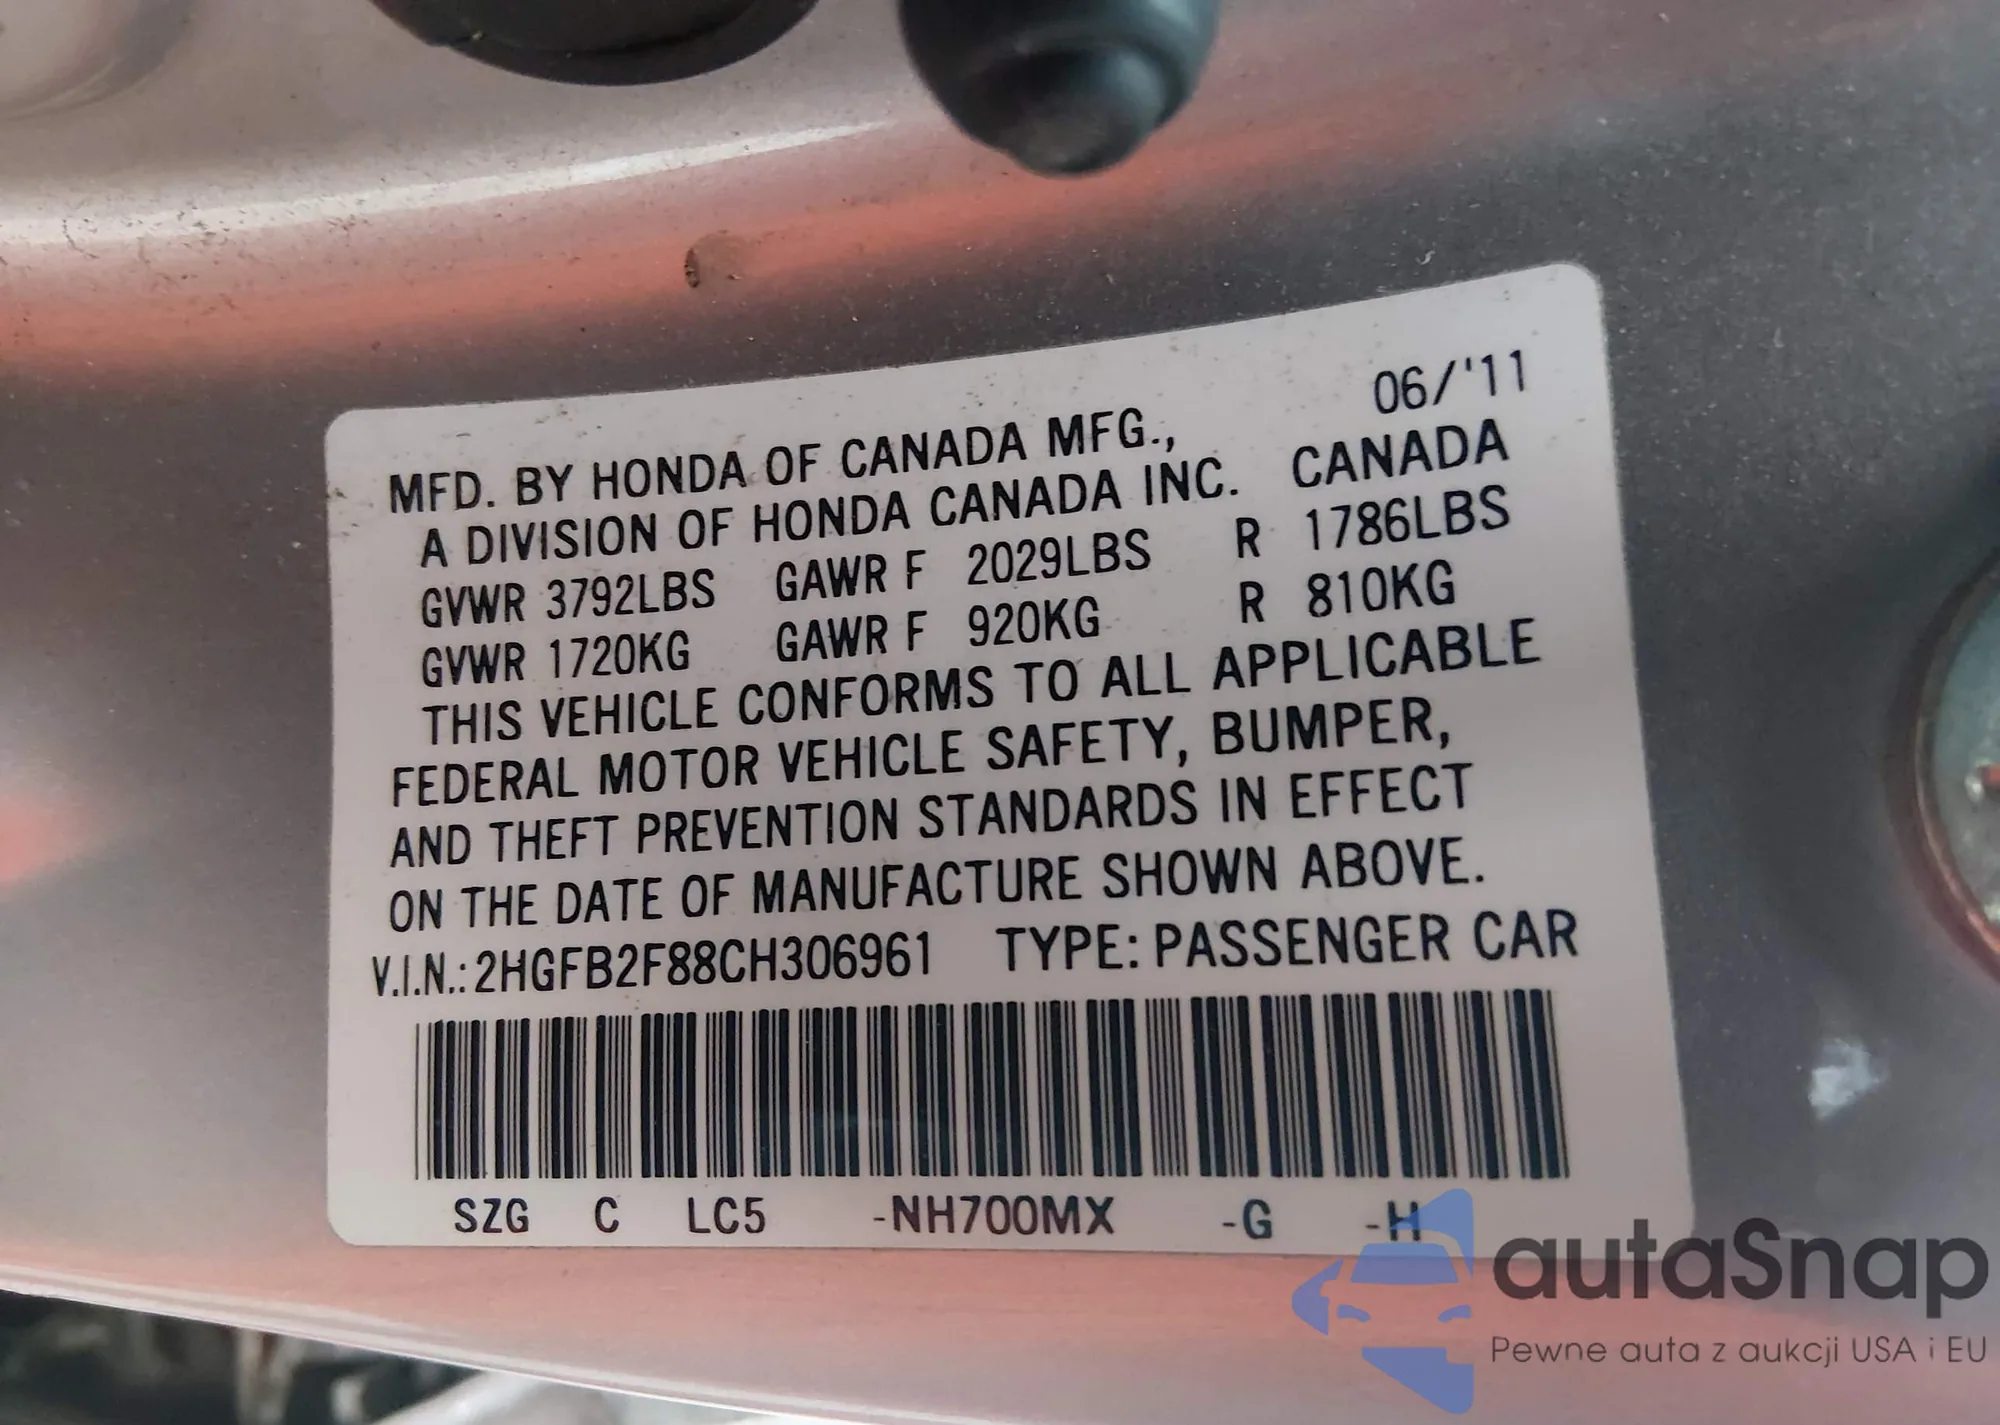 06/'11
MFD. BY HONDA OF CANADA MFG.,
A DIVISION OF HONDA CANADA INC. CANADA
GVWR 3792LBS GAWR F 2029LBS R 1786LBS
GVWR 1720KG GAWR F 920KG R 810KG
THIS VEHICLE CONFORMS TO ALL APPLICABLE
FEDERAL MOTOR VEHICLE SAFETY, BUMPER,
AND THEFT PREVENTION STANDARDS IN EFFECT
ON THE DATE OF MANUFACTURE SHOWN ABOVE.
V.I.N.: 2HGFB2F88CH306961 TYPE: PASSENGER CAR
SZG C LC5 -NH700MX -G -H
autaSnap
Pewne auta z aukcji USA i EU